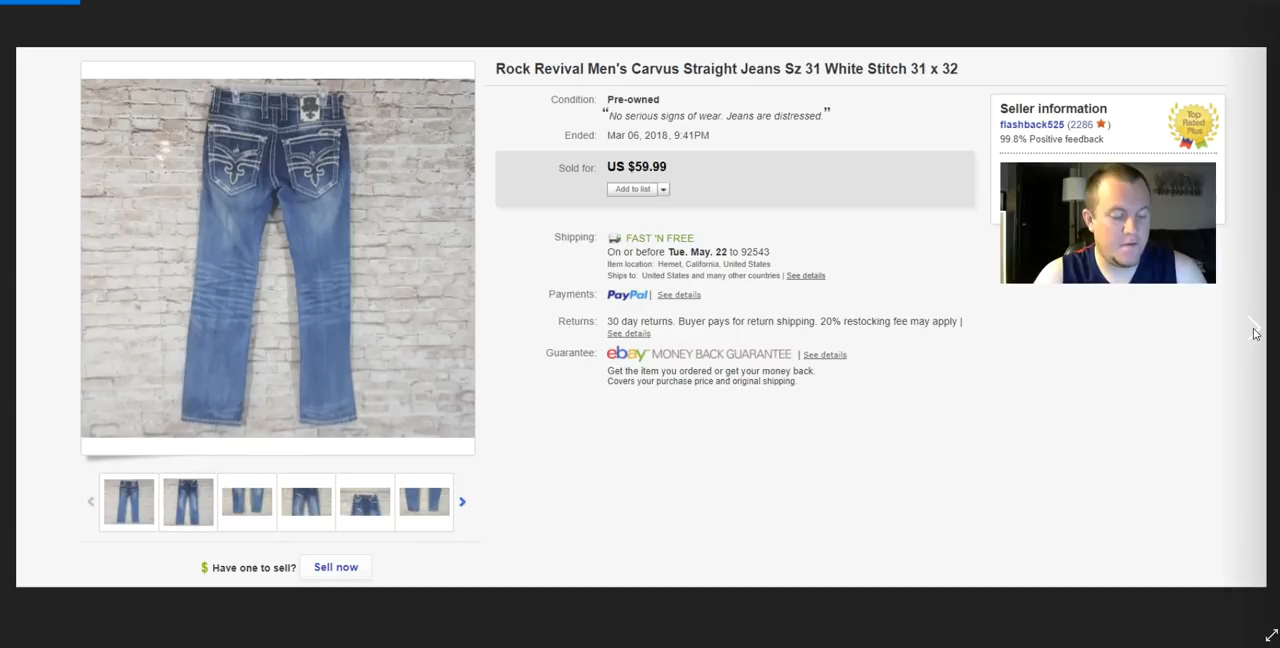 Rock Revival Men's Carvus Straight Jeans Sz 31 White Stitch 31 x 32
Condition: Pre-owned
“No serious signs of wear. Jeans are distressed.”
Ended: Mar 06, 2018 , 9:41PM
Sold for: US $59.99
Add to list
Shipping: FAST 'N FREE
On or before Tue. May. 22 to 92543
Item location: Hemet, California, United States
Ships to: United States and many other countries | See details
Payments: PayPal | See details
Returns: 30 day returns. Buyer pays for return shipping. 20% restocking fee may apply |
See details
Guarantee: ebay MONEY BACK GUARANTEE | See details
Get the item you ordered or get your money back.
Covers your purchase price and original shipping.
Seller information
flashback525 (2286 )
99.8% Positive feedback
Top
Rated
Plus
$ Have one to sell? Sell now